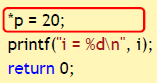 *p = 20;
printf("i = %d\n", i);
return 0;